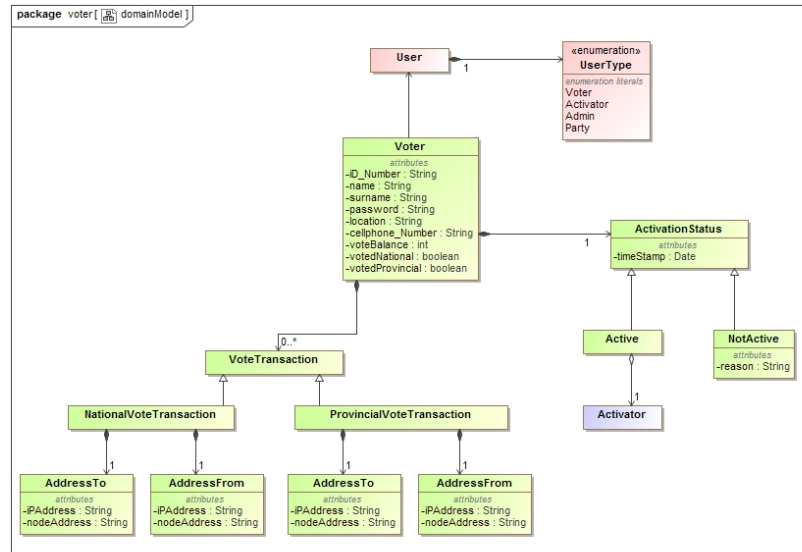 package voter [ domainModel ]
User
1
«enumeration»
UserType
enumeration literals
Voter
Activator
Admin
Party
Voter
attributes
-iD_Number : String
-name : String
-surname : String
-password : String
-location : String
-cellphone_Number : String
-voteBalance : int
-votedNational : boolean
-votedProvincial : boolean
1
ActivationStatus
attributes
-timeStamp : Date
0..*
VoteTransaction
Active
NotActive
attributes
-reason : String
1
Activator
NationalVoteTransaction
ProvincialVoteTransaction
1
1
1
1
AddressTo
attributes
-iPAddress : String
-nodeAddress : String
AddressFrom
attributes
-iPAddress : String
-nodeAddress : String
AddressTo
attributes
-iPAddress : String
-nodeAddress : String
AddressFrom
attributes
-iPAddress : String
-nodeAddress : String